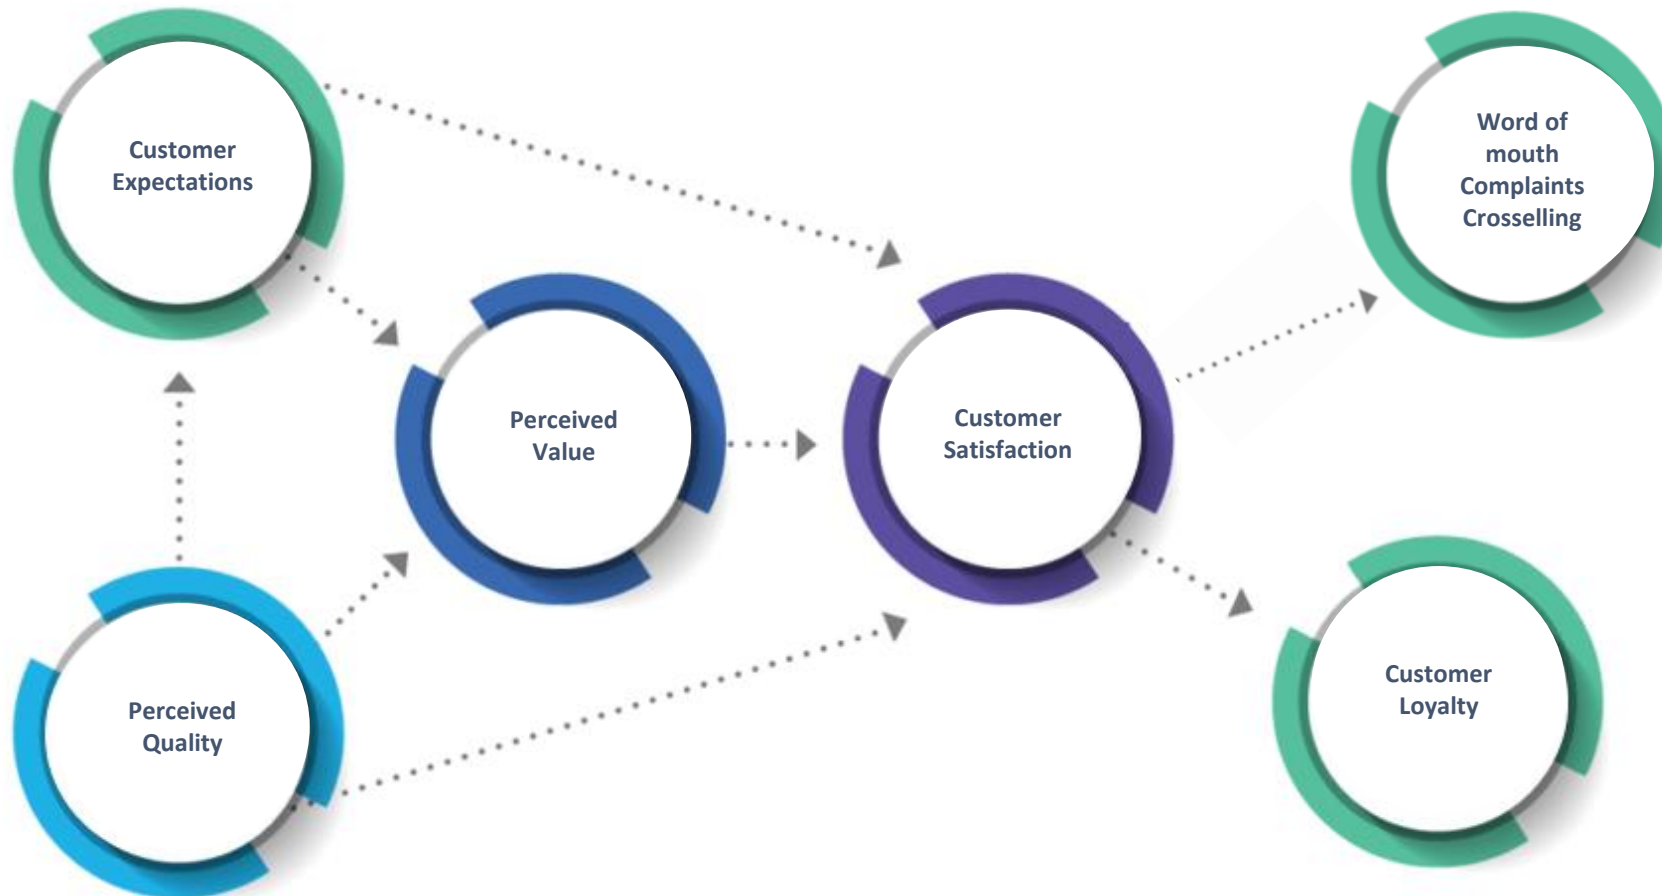 Customer
Expectations
Word of
mouth
Complaints
Crosselling
Perceived
Value
Customer
Satisfaction
Perceived
Quality
Customer
Loyalty